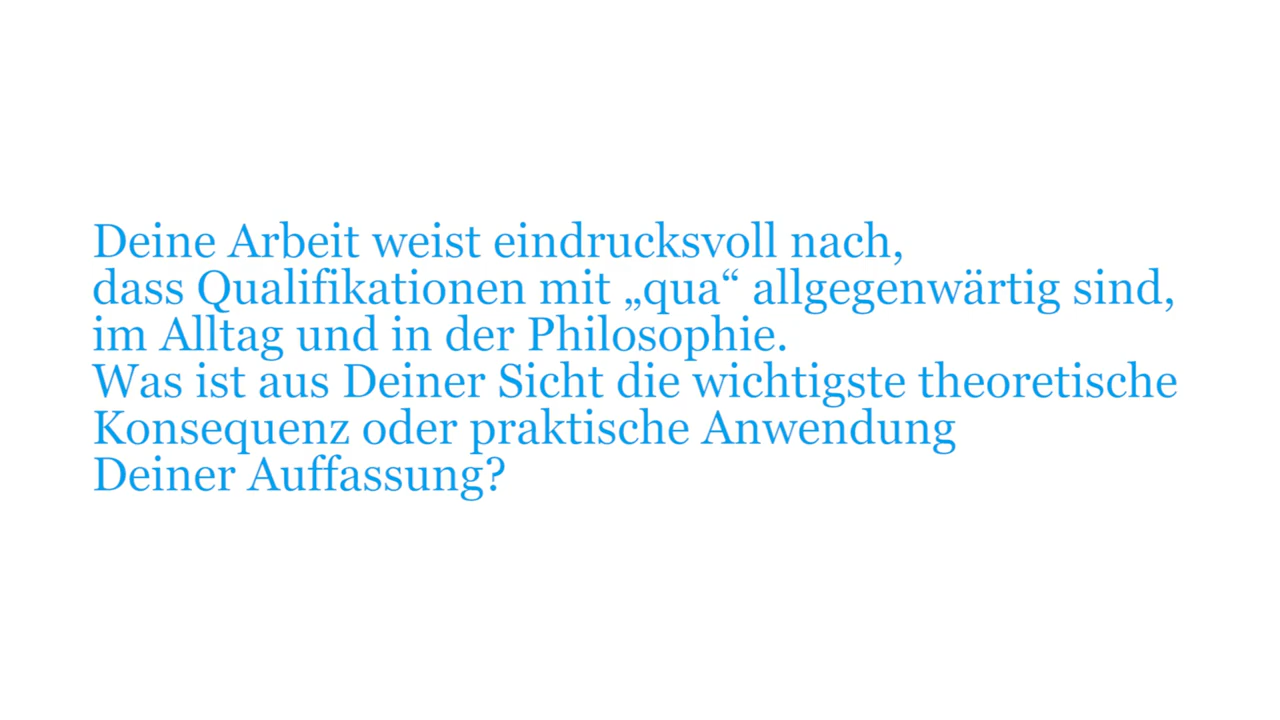 Deine Arbeit weist eindrucksvoll nach,
dass Qualifikationen mit „qua“ allgegenwärtig sind,
im Alltag und in der Philosophie.
Was ist aus Deiner Sicht die wichtigste theoretische
Konsequenz oder praktische Anwendung
Deiner Auffassung?